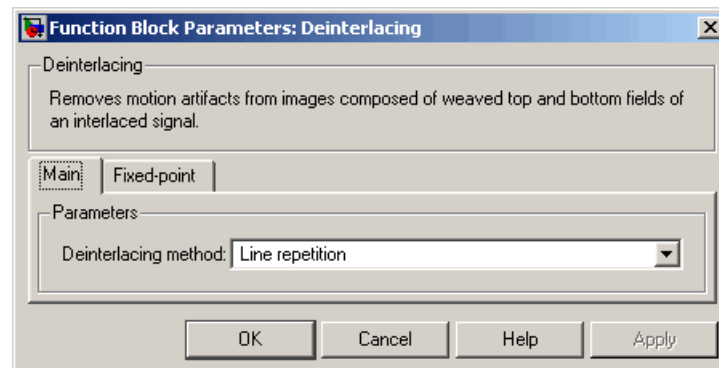 Function Block Parameters: Deinterlacing
Deinterlacing
Removes motion artifacts from images composed of weaved top and bottom fields of
an interlaced signal.
Main
Fixed-point
Parameters
Deinterlacing method: Line repetition
OK
Cancel
Help
Apply